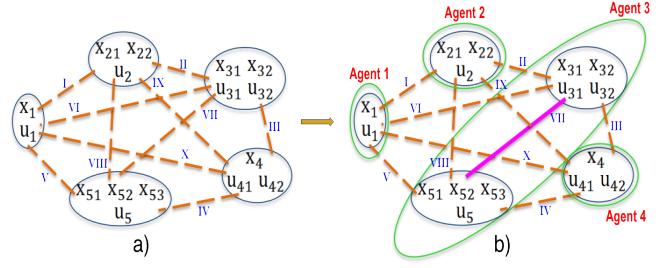 Agent 3
Agent 2
x21 x22
u2
x21 x22
u2
II
II
I
IX
x31 x32
u31 u32
I
IX
x31 x32
u31 u32
Agent 1
x1
u1
VI
VII
x1
u1
VI
VII
III
III
VIII
X
x4
u41 u42
VIII
X
x4
u41 u42
V
x51 x52 x53
u5
V
x51 x52 x53
u5
IV
IV
Agent 4
a)
b)